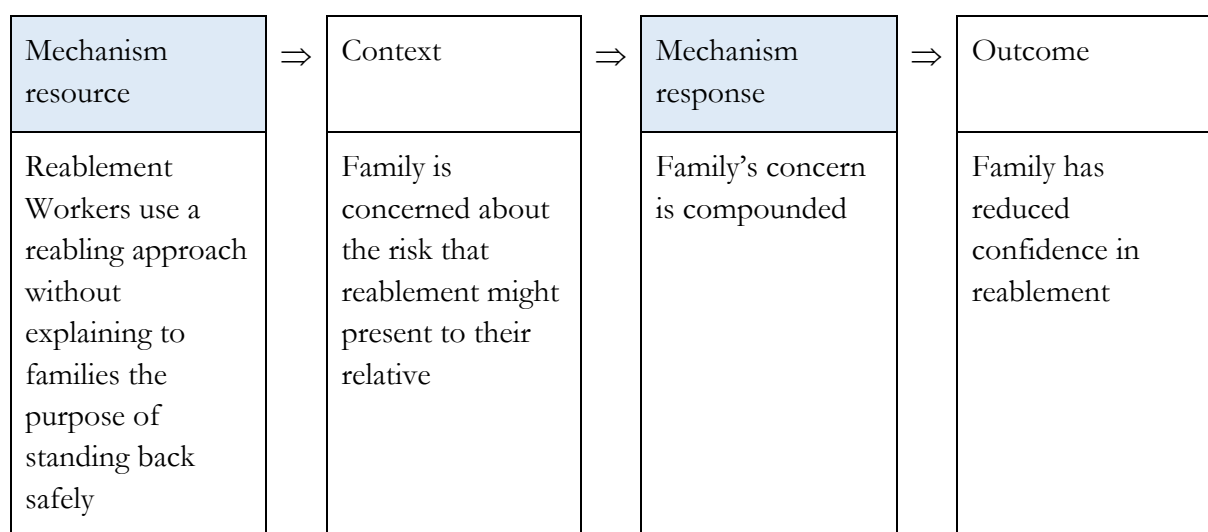 Mechanism
resource
⇒
Context
⇒
Mechanism
response
⇒
Outcome
Reablement
Workers use a
reabling approach
without
explaining to
families the
purpose of
standing back
safely
Family is
concerned about
the risk that
reablement might
present to their
relative
Family’s concern
is compounded
Family has
reduced
confidence in
reablement